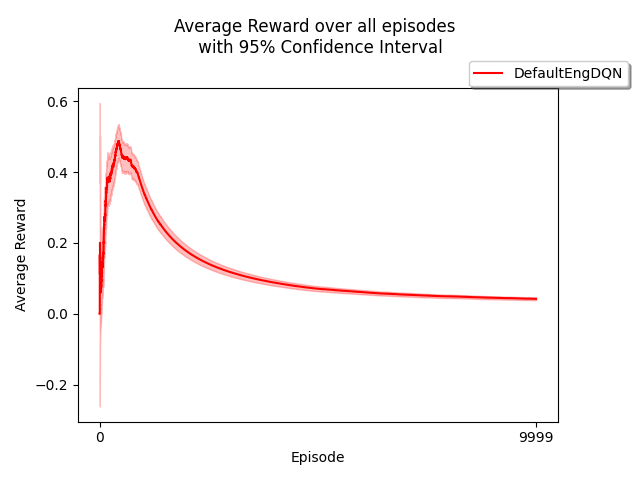 Average Reward over all episodes
with 95% Confidence Interval
DefaultEngDQN
0.6
0.4
0.2
0.0
−0.2
Average Reward
0
9999
Episode